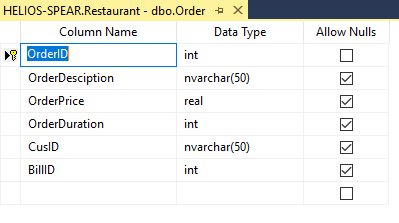 HELIOS-SPEAR.Restaurant - dbo.Order
Column Name Data Type Allow Nulls
OrderID int
OrderDesciption nvarchar(50)
OrderPrice real
OrderDuration int
CusID nvarchar(50)
BillID int